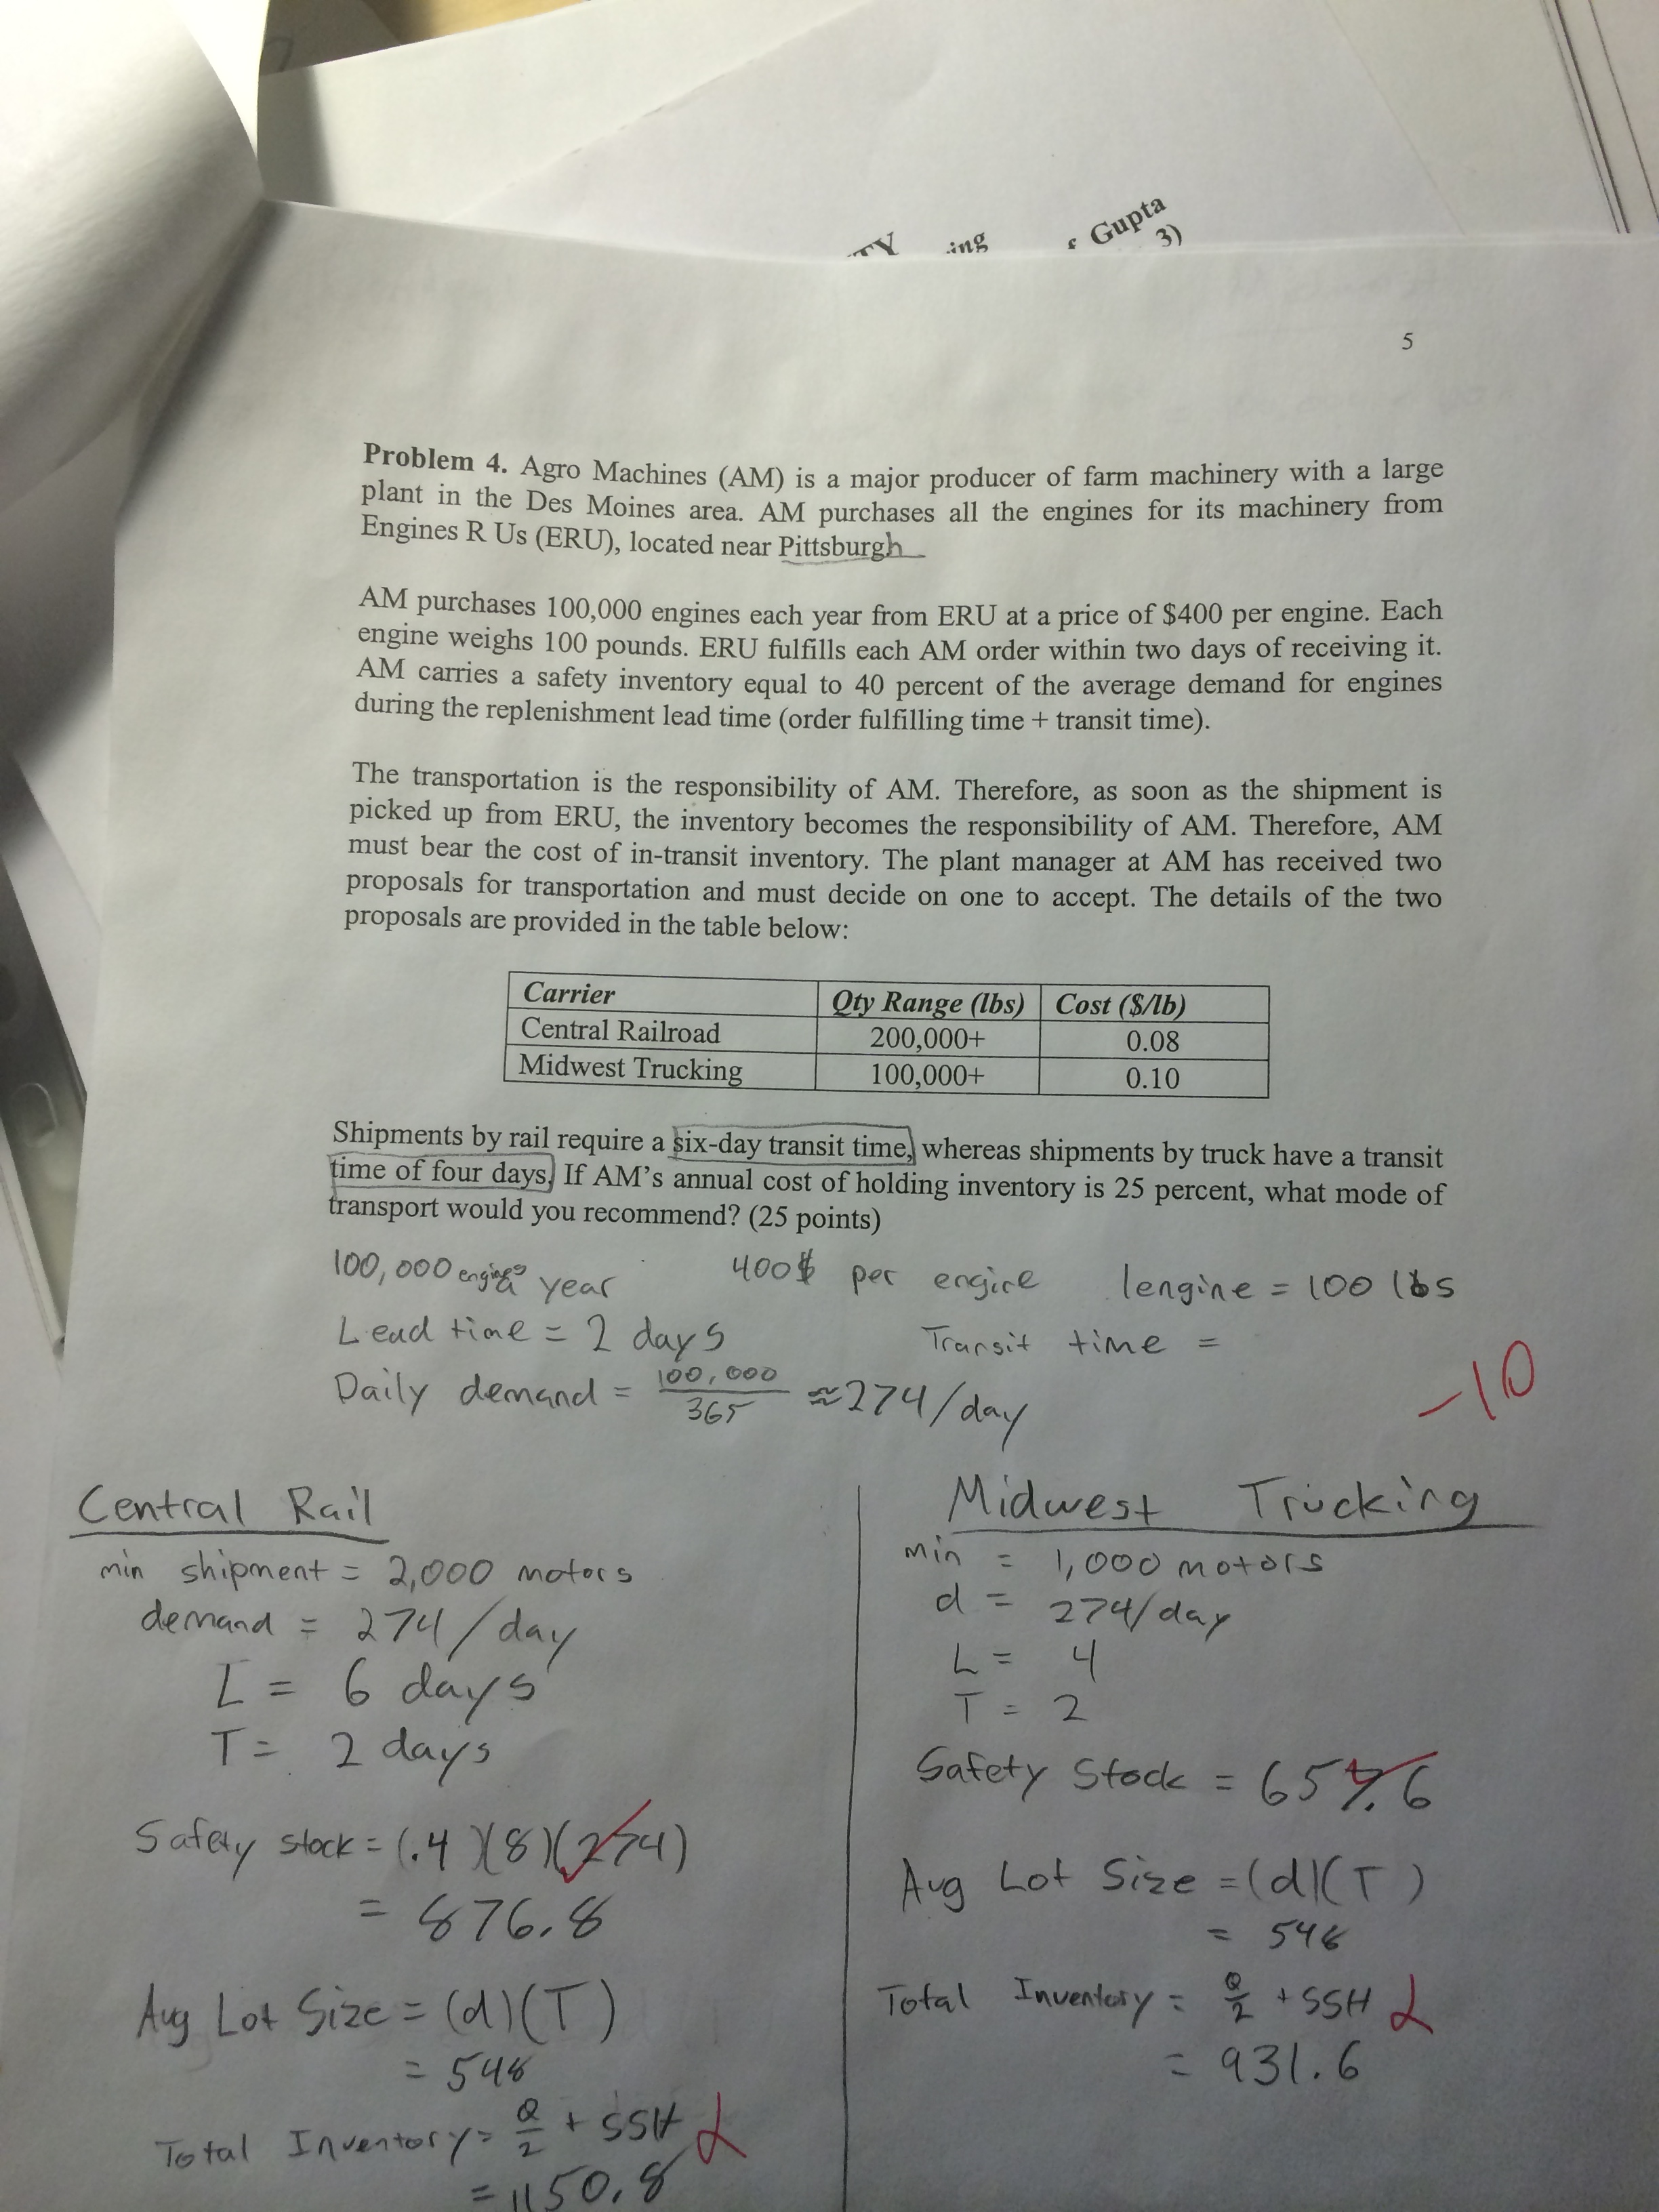 ing
Gupta
3)
5
Problem 4. Agro Machines (AM) is a major producer of farm machinery with a large
plant in the Des Moines area. AM purchases all the engines for its machinery from
Engines R Us (ERU), located near Pittsburgh
AM purchases 100,000 engines each year from ERU at a price of $400 per engine. Each
engine weighs 100 pounds. ERU fulfills each AM order within two days of receiving it.
AM carries a safety inventory equal to 40 percent of the average demand for engines
during the replenishment lead time (order fulfilling time + transit time).
The transportation is the responsibility of AM. Therefore, as soon as the shipment is
picked up from ERU, the inventory becomes the responsibility of AM. Therefore, AM
must bear the cost of in-transit inventory. The plant manager at AM has received two
proposals for transportation and must decide on one to accept. The details of the two
proposals are provided in the table below:
Carrier Qty Range (lbs) Cost ($/lb)
Central Railroad 200,000+ 0.08
Midwest Trucking 100,000+ 0.10
Shipments by rail require a six-day transit time, whereas shipments by truck have a transit
time of four days. If AM's annual cost of holding inventory is 25 percent, what mode of
transport would you recommend? (25 points)
100,000 engines a year 400$ per engine 1engine = 100 lbs
Lead time = 2 days Transit time =
Daily demand = 100,000/365 ≈ 274/day
-10
Central Rail
min shipment = 2,000 motors
demand = 274/day
L = 6 days
T = 2 days
Safety stock = (.4)(8)(274)
= 876.8
Avg Lot Size = (d)(T)
= 548
Total Inventory = Q/2 + SSH
= 1150.8
Midwest Trucking
min = 1,000 motors
d = 274/day
L = 4
T = 2
Safety Stock = 657.6
Avg Lot Size = (d)(T)
= 548
Total Inventory = Q/2 + SSH
= 931.6